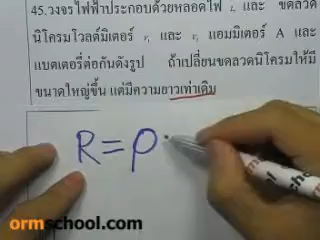 45.วงจรไฟฟ้าประกอบด้วยหลอดไฟ L และ ขดลวด
นิโครมโวลต์มิเตอร์ V₁ และ V₂ แอมมิเตอร์ A และ
แบตเตอรี่ต่อกันดังรูป ถ้าเปลี่ยนขดลวดนิโครมให้มี
ขนาดใหญ่ขึ้น แต่มีความยาวเท่าเดิม
R = ρ
ormschool.com